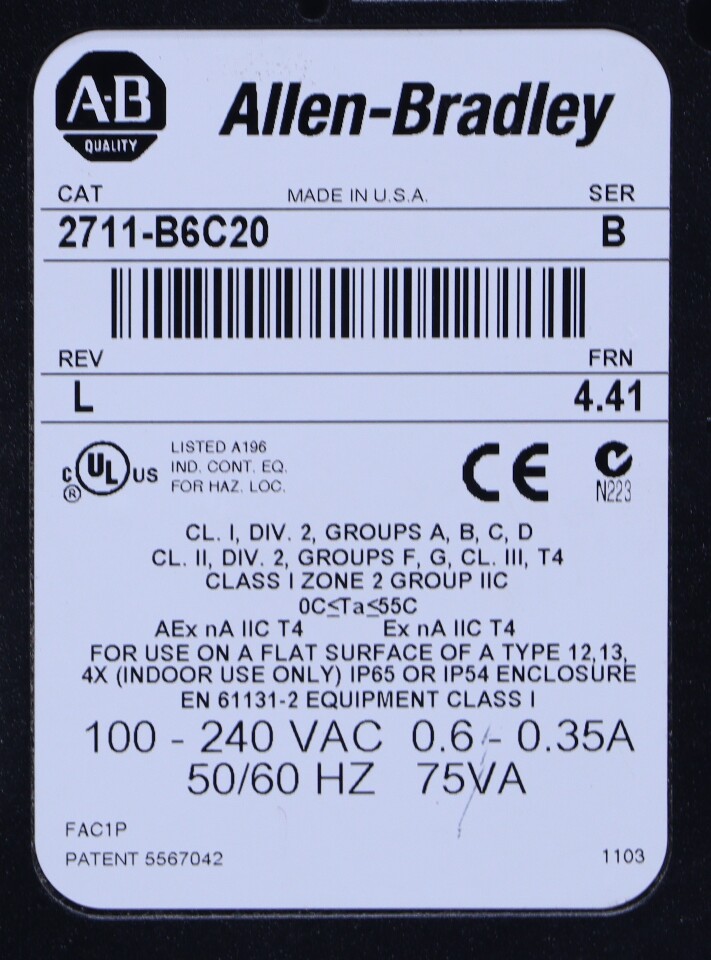 A-B
QUALITY
Allen-Bradley
CAT MADE IN U.S.A. SER
2711-B6C20 B
REV FRN
L 4.41
C UL US
®
LISTED A196
IND. CONT. EQ.
FOR HAZ. LOC.
CE
N223
CL. I, DIV. 2, GROUPS A, B, C, D
CL. II, DIV. 2, GROUPS F, G, CL. III, T4
CLASS I ZONE 2 GROUP IIC
0C≤Ta≤55C
AEx nA IIC T4 Ex nA IIC T4
FOR USE ON A FLAT SURFACE OF A TYPE 12,13,
4X (INDOOR USE ONLY) IP65 OR IP54 ENCLOSURE
EN 61131-2 EQUIPMENT CLASS I
100 - 240 VAC 0.6 - 0.35A
50/60 HZ 75VA
FAC1P
PATENT 5567042 1103